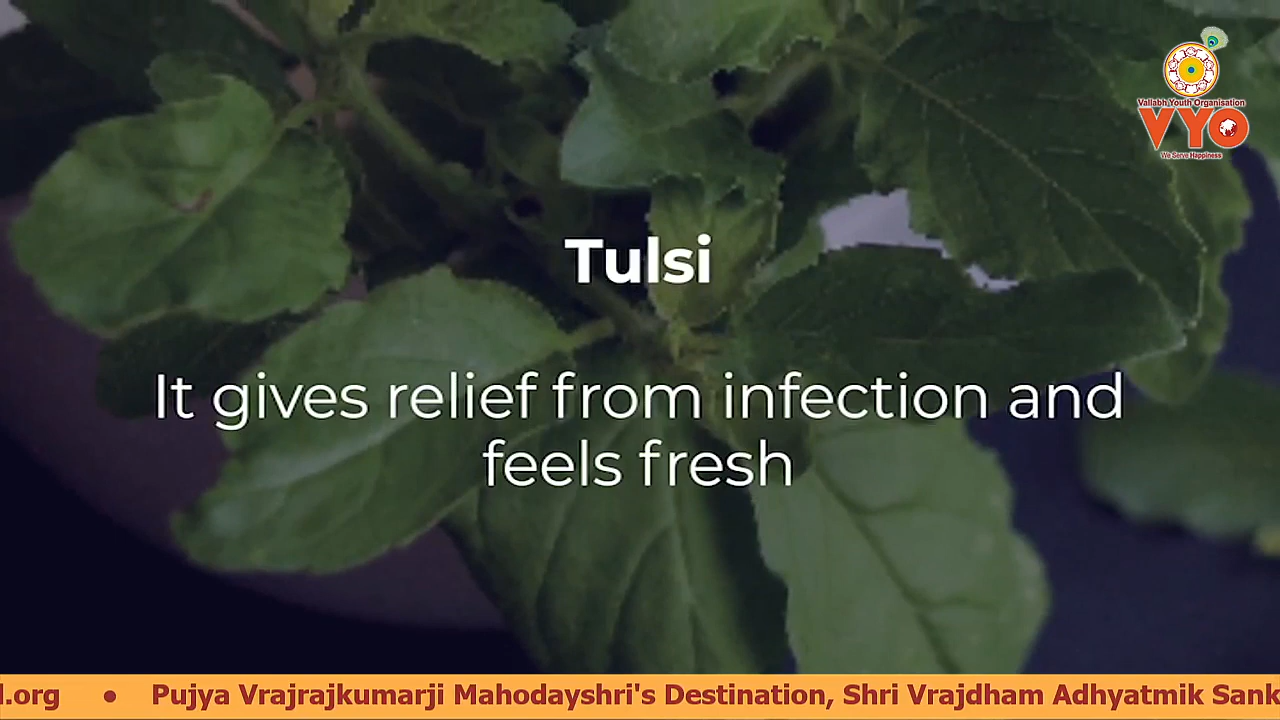 Vallabh Youth Organisation
VYO
We Serve Happiness
Tulsi
It gives relief from infection and
feels fresh
l.org • Pujya Vrajrajkumarji Mahodayshri's Destination, Shri Vrajdham Adhyatmik Sank